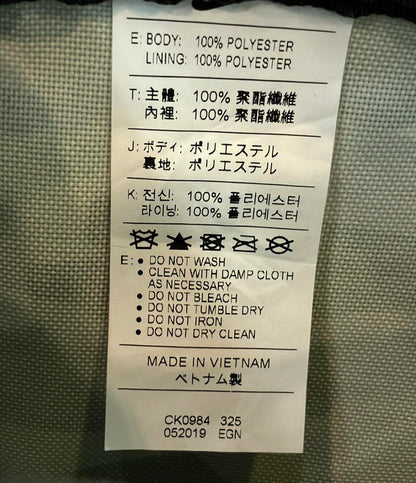 E: BODY: 100% POLYESTER
LINING: 100% POLYESTER
T: 主體: 100% 聚酯纖維
內裡: 100% 聚酯纖維
J: ボディ: ポリエステル
裏地: ポリエステル
K: 전신: 100% 폴리에스터
라이닝: 100% 폴리에스터
E: • DO NOT WASH
• CLEAN WITH DAMP CLOTH
AS NECESSARY
• DO NOT BLEACH
• DO NOT TUMBLE DRY
• DO NOT IRON
• DO NOT DRY CLEAN
MADE IN VIETNAM
ベトナム製
CK0984 325
052019 EGN